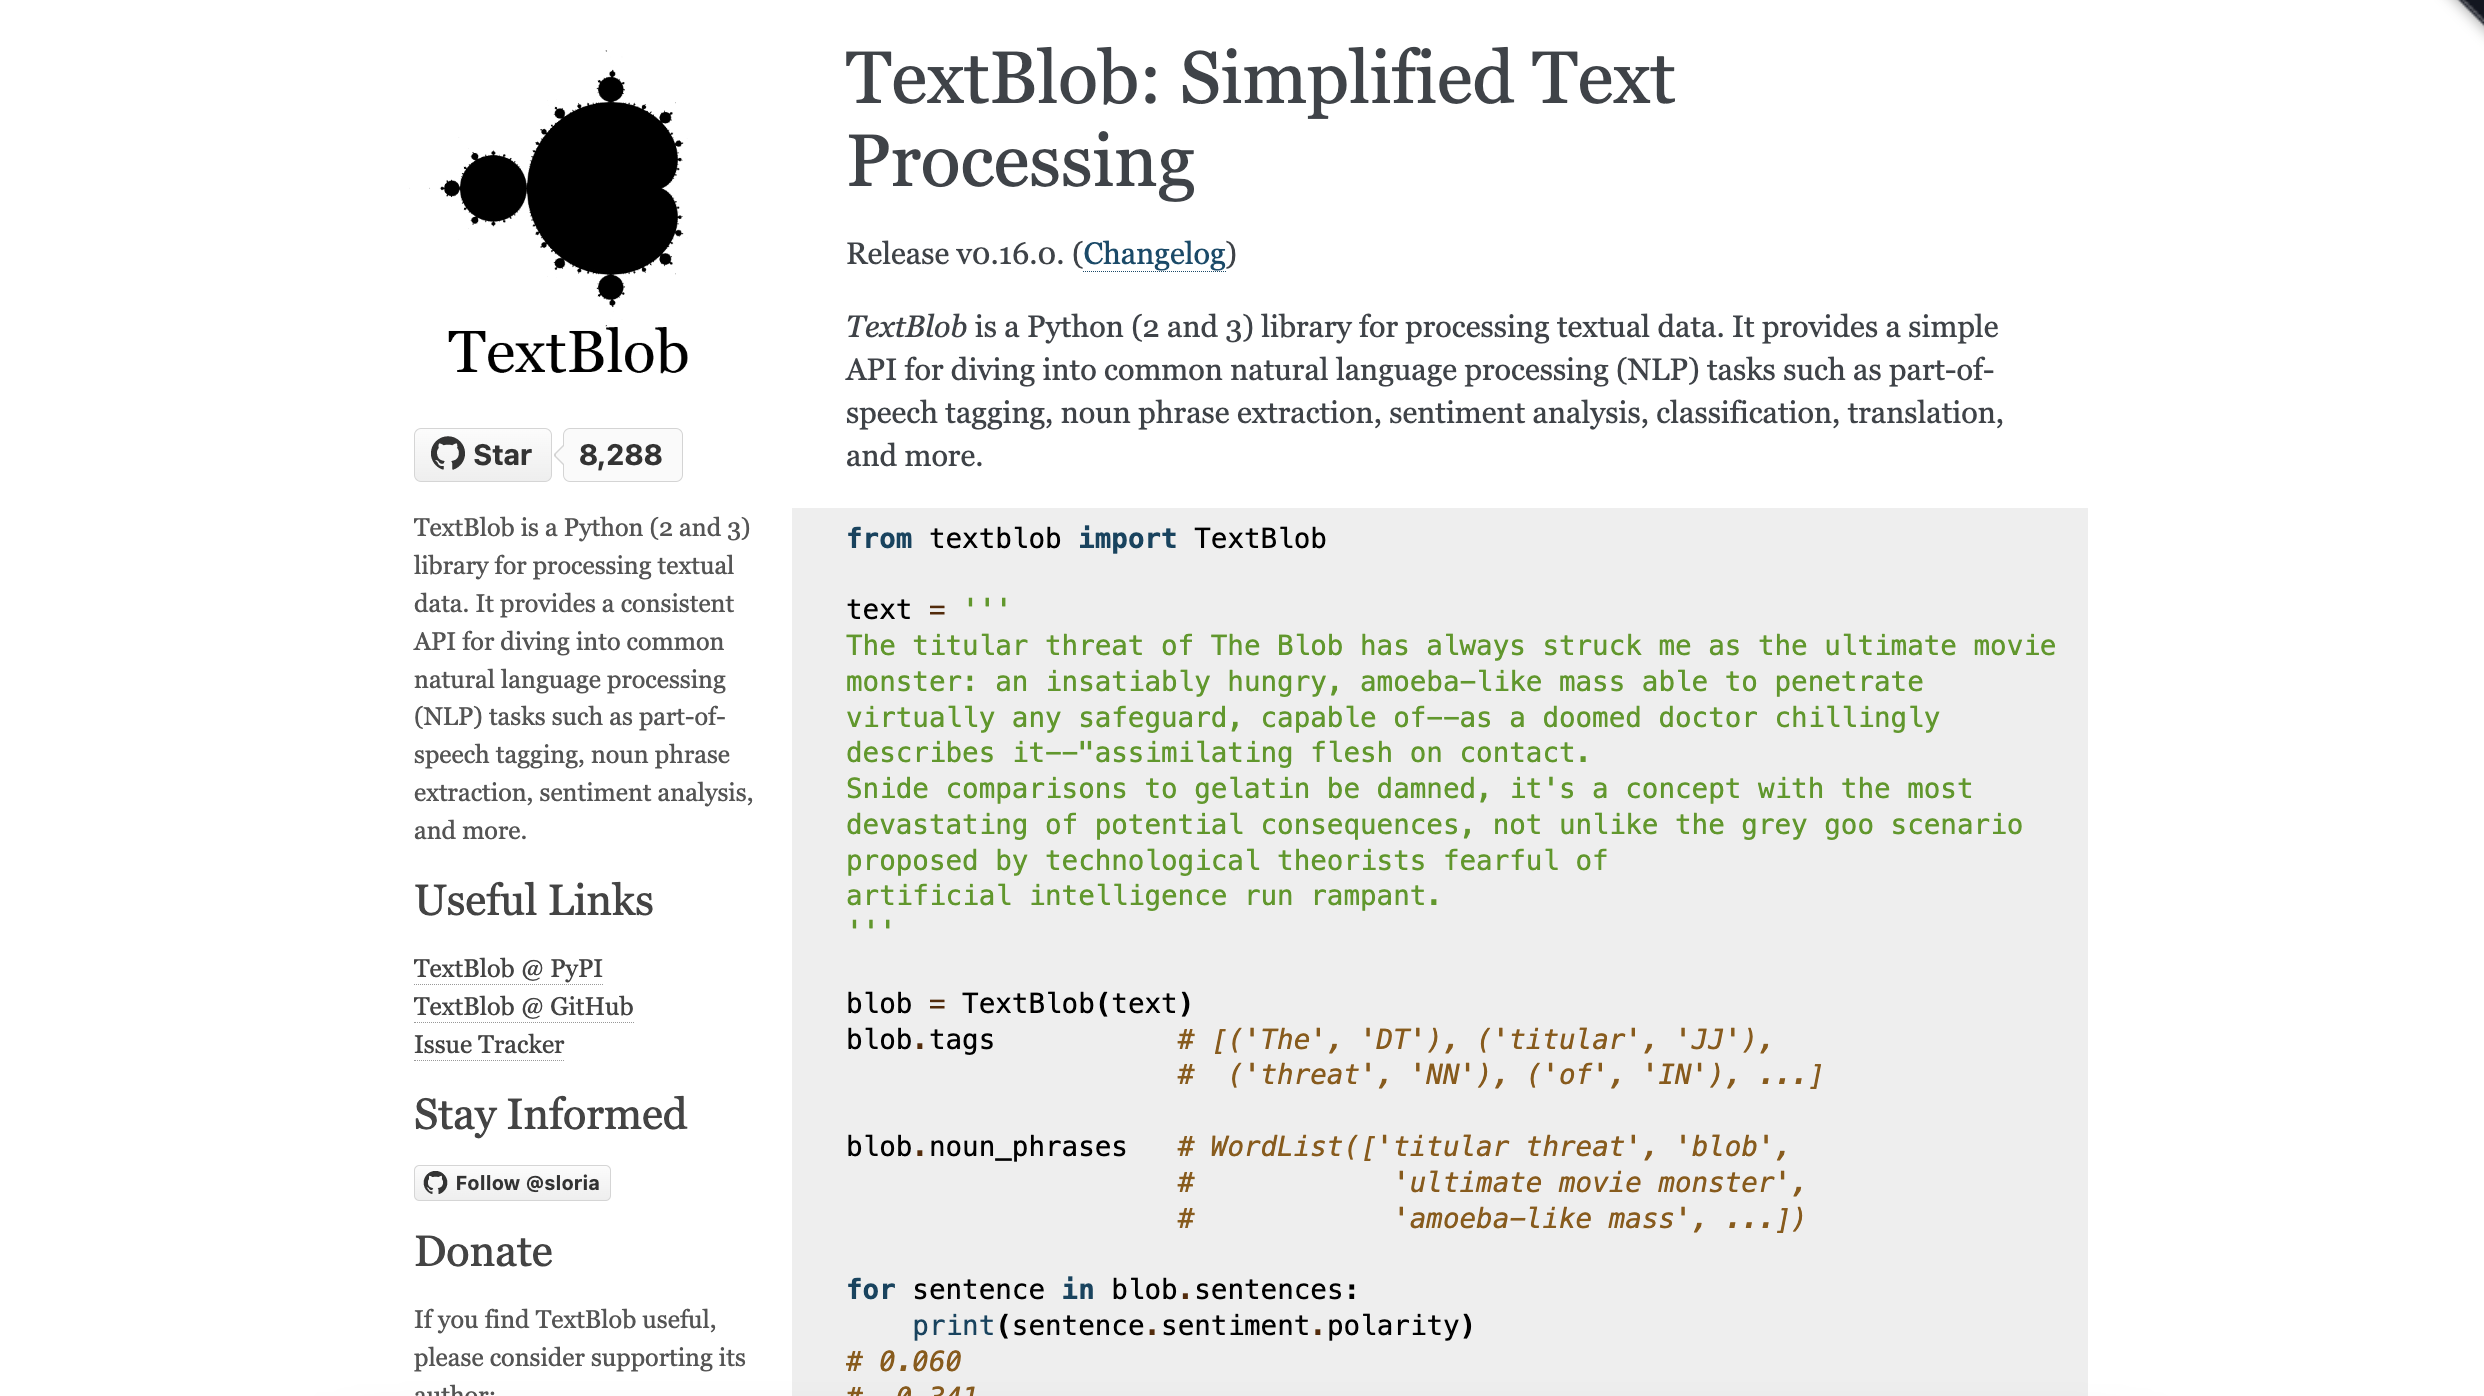 TextBlob
Star 8,288
TextBlob is a Python (2 and 3)
library for processing textual
data. It provides a consistent
API for diving into common
natural language processing
(NLP) tasks such as part-of-
speech tagging, noun phrase
extraction, sentiment analysis,
and more.
Useful Links
TextBlob @ PyPI
TextBlob @ GitHub
Issue Tracker
Stay Informed
Follow @sloria
Donate
If you find TextBlob useful,
please consider supporting its
author:
TextBlob: Simplified Text
Processing
Release v0.16.0. (Changelog)
TextBlob is a Python (2 and 3) library for processing textual data. It provides a simple
API for diving into common natural language processing (NLP) tasks such as part-of-
speech tagging, noun phrase extraction, sentiment analysis, classification, translation,
and more.
from textblob import TextBlob
text = '''
The titular threat of The Blob has always struck me as the ultimate movie
monster: an insatiably hungry, amoeba-like mass able to penetrate
virtually any safeguard, capable of--as a doomed doctor chillingly
describes it--"assimilating flesh on contact.
Snide comparisons to gelatin be damned, it's a concept with the most
devastating of potential consequences, not unlike the grey goo scenario
proposed by technological theorists fearful of
artificial intelligence run rampant.
'''
blob = TextBlob(text)
blob.tags           # [('The', 'DT'), ('titular', 'JJ'),
                    #  ('threat', 'NN'), ('of', 'IN'), ...]
blob.noun_phrases   # WordList(['titular threat', 'blob',
                    #            'ultimate movie monster',
                    #            'amoeba-like mass', ...])
for sentence in blob.sentences:
    print(sentence.sentiment.polarity)
# 0.060
# -0.341